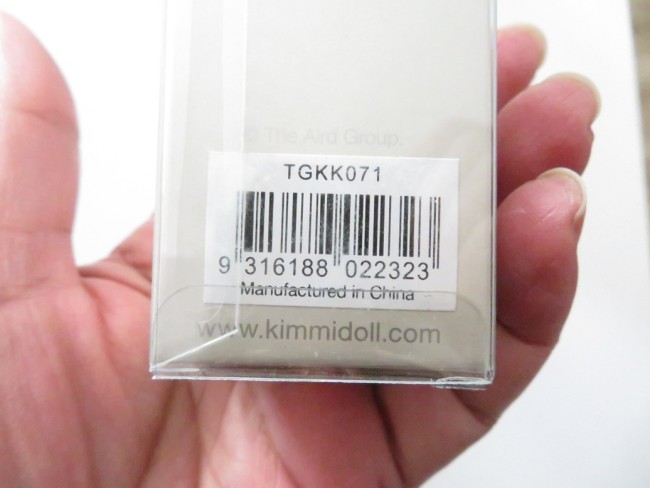 © The Aird Group
TGKK071
9 316188 022323
Manufactured in China
www.kimmidoll.com